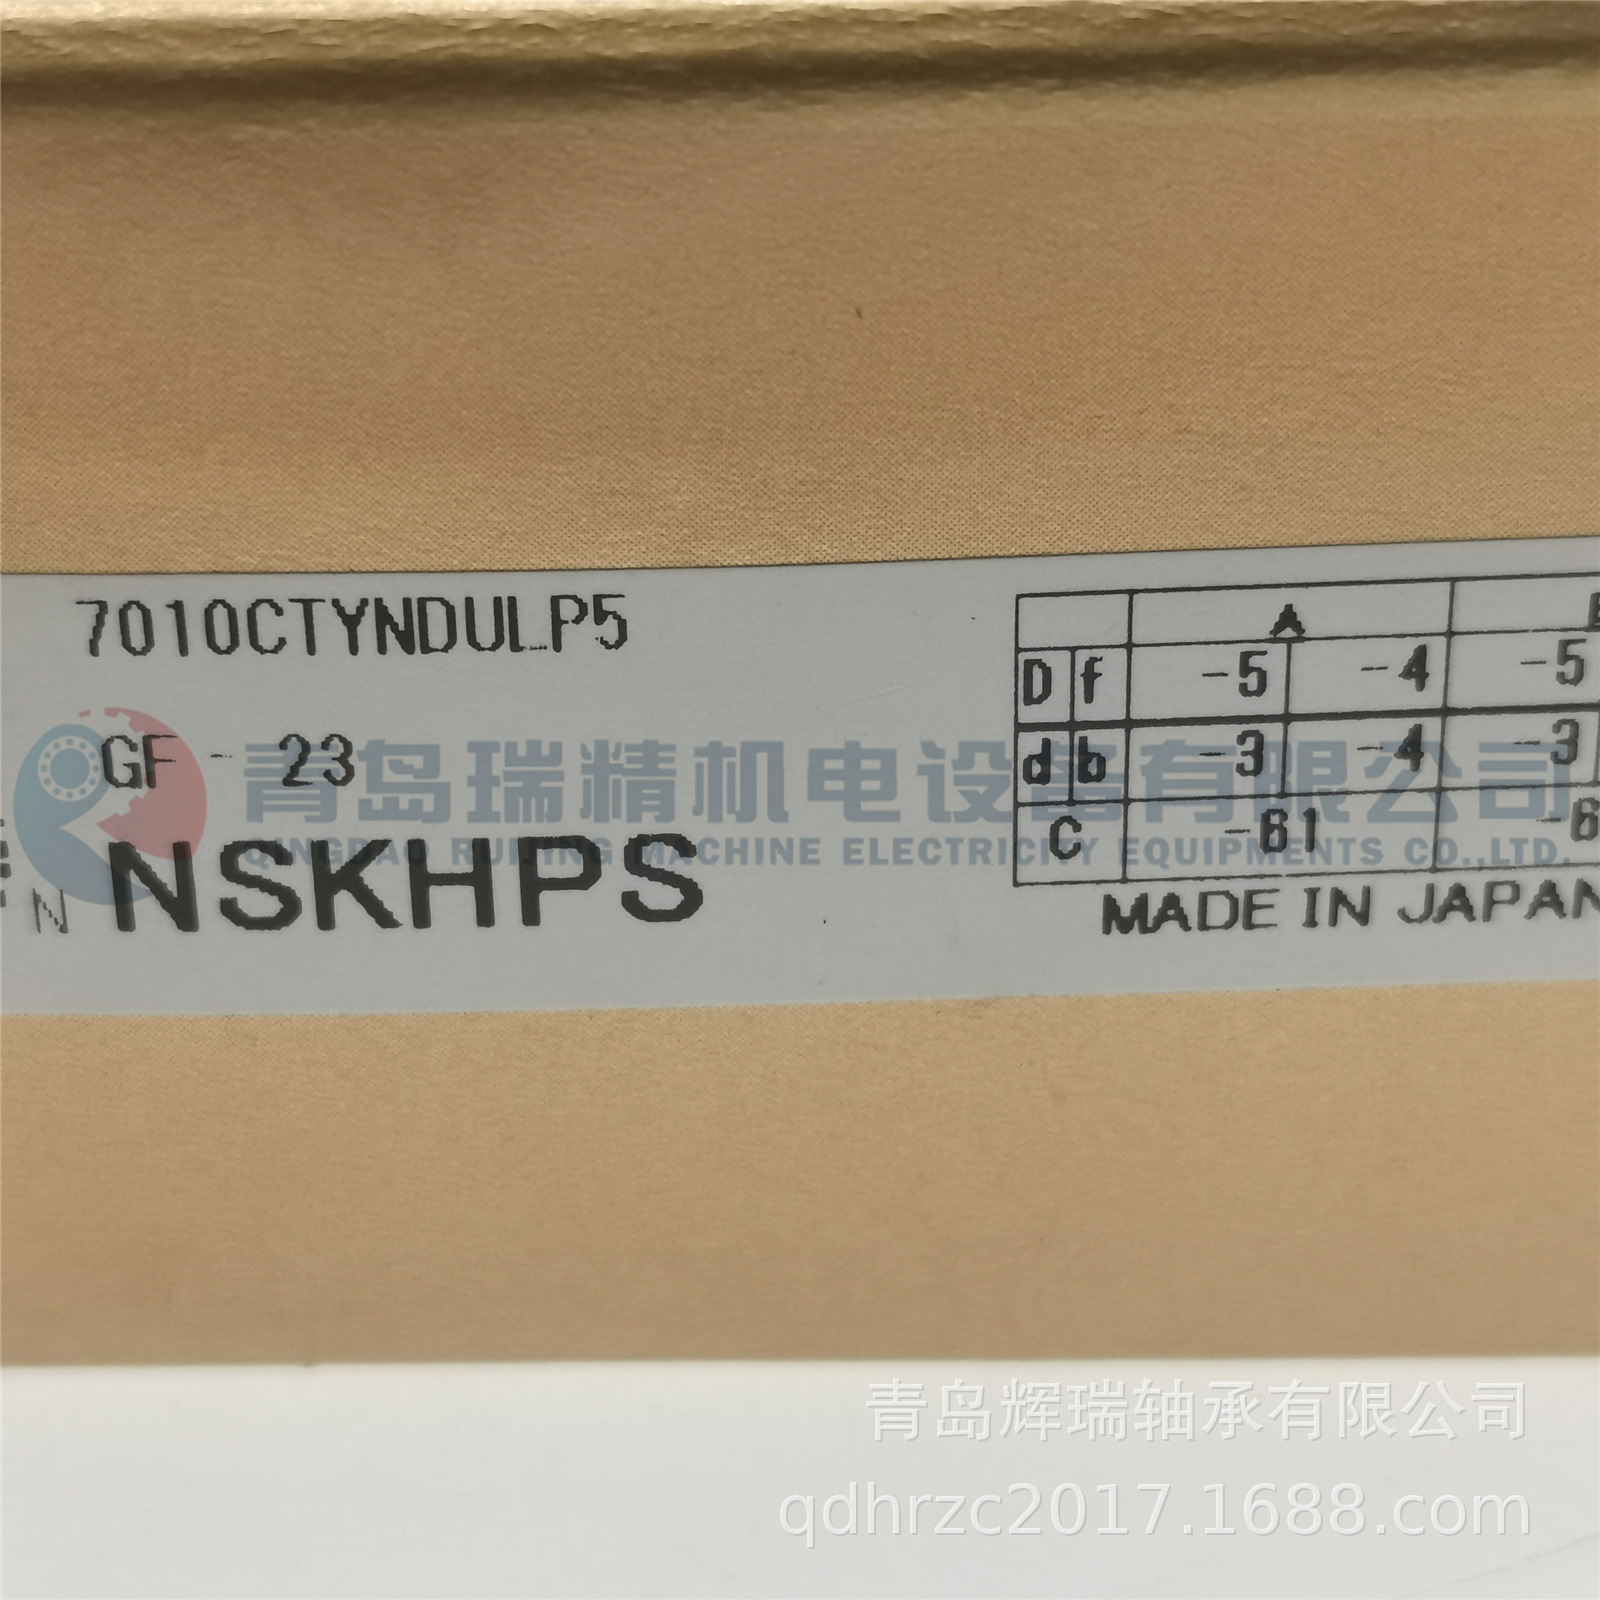 7010CTYNDULP5
A
D f -5 -4 -5
GF - 23
d b -3 -4 -3
青岛瑞精机电设备有限公司
QINGDAO RUIJING MACHINE ELECTRICITY EQUIPMENTS CO.,LTD.
C -61 -6
N NSKHPS
MADE IN JAPAN
青岛辉瑞轴承有限公司
qdhrzc2017.1688.com